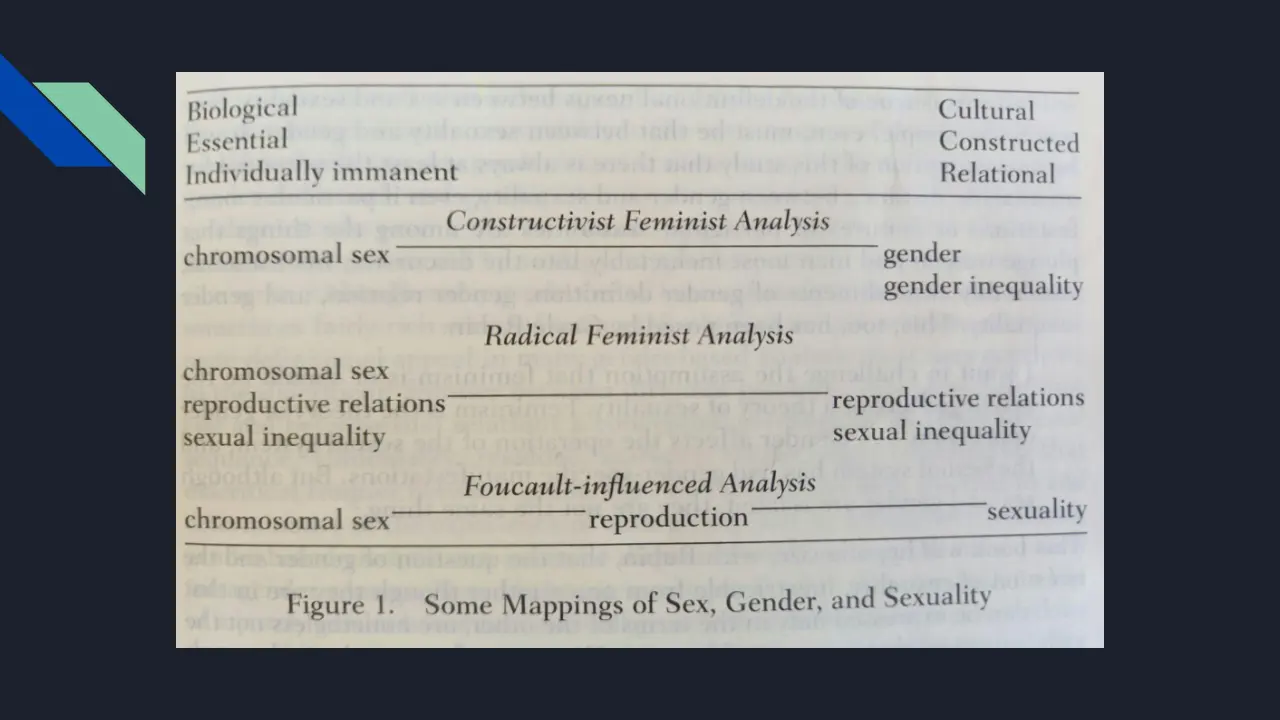 Biological Cultural
Essential Constructed
Individually immanent Relational
Constructivist Feminist Analysis
chromosomal sex gender
gender inequality
Radical Feminist Analysis
chromosomal sex
reproductive relations reproductive relations
sexual inequality sexual inequality
Foucault-influenced Analysis
chromosomal sex reproduction sexuality
Figure 1. Some Mappings of Sex, Gender, and Sexuality